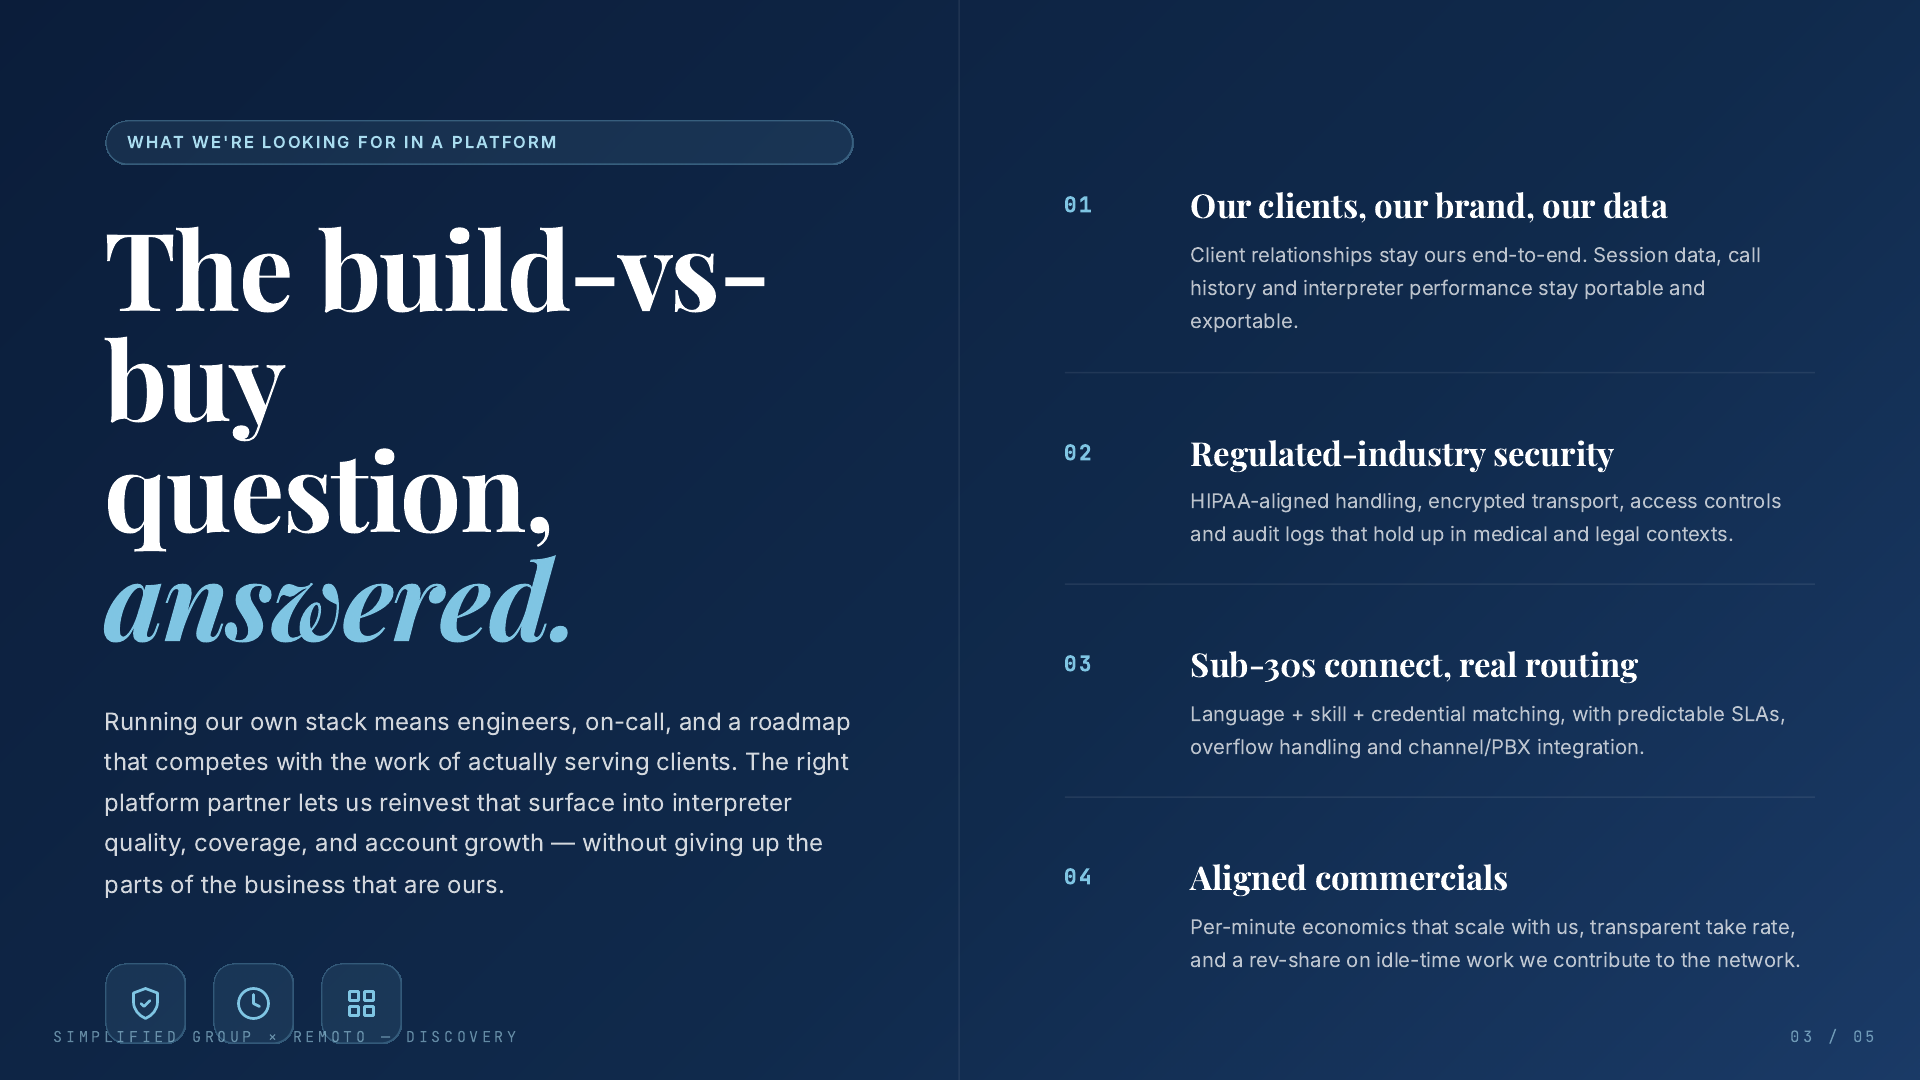 WHAT WE'RE LOOKING FOR IN A PLATFORM
The build-vs-
buy
question,
answered.
Running our own stack means engineers, on-call, and a roadmap
that competes with the work of actually serving clients. The right
platform partner lets us reinvest that surface into interpreter
quality, coverage, and account growth — without giving up the
parts of the business that are ours.
01
Our clients, our brand, our data
Client relationships stay ours end-to-end. Session data, call
history and interpreter performance stay portable and
exportable.
02
Regulated-industry security
HIPAA-aligned handling, encrypted transport, access controls
and audit logs that hold up in medical and legal contexts.
03
Sub-30s connect, real routing
Language + skill + credential matching, with predictable SLAs,
overflow handling and channel/PBX integration.
04
Aligned commercials
Per-minute economics that scale with us, transparent take rate,
and a rev-share on idle-time work we contribute to the network.
SIMPLIFIED GROUP × REMOTO — DISCOVERY
03 / 05